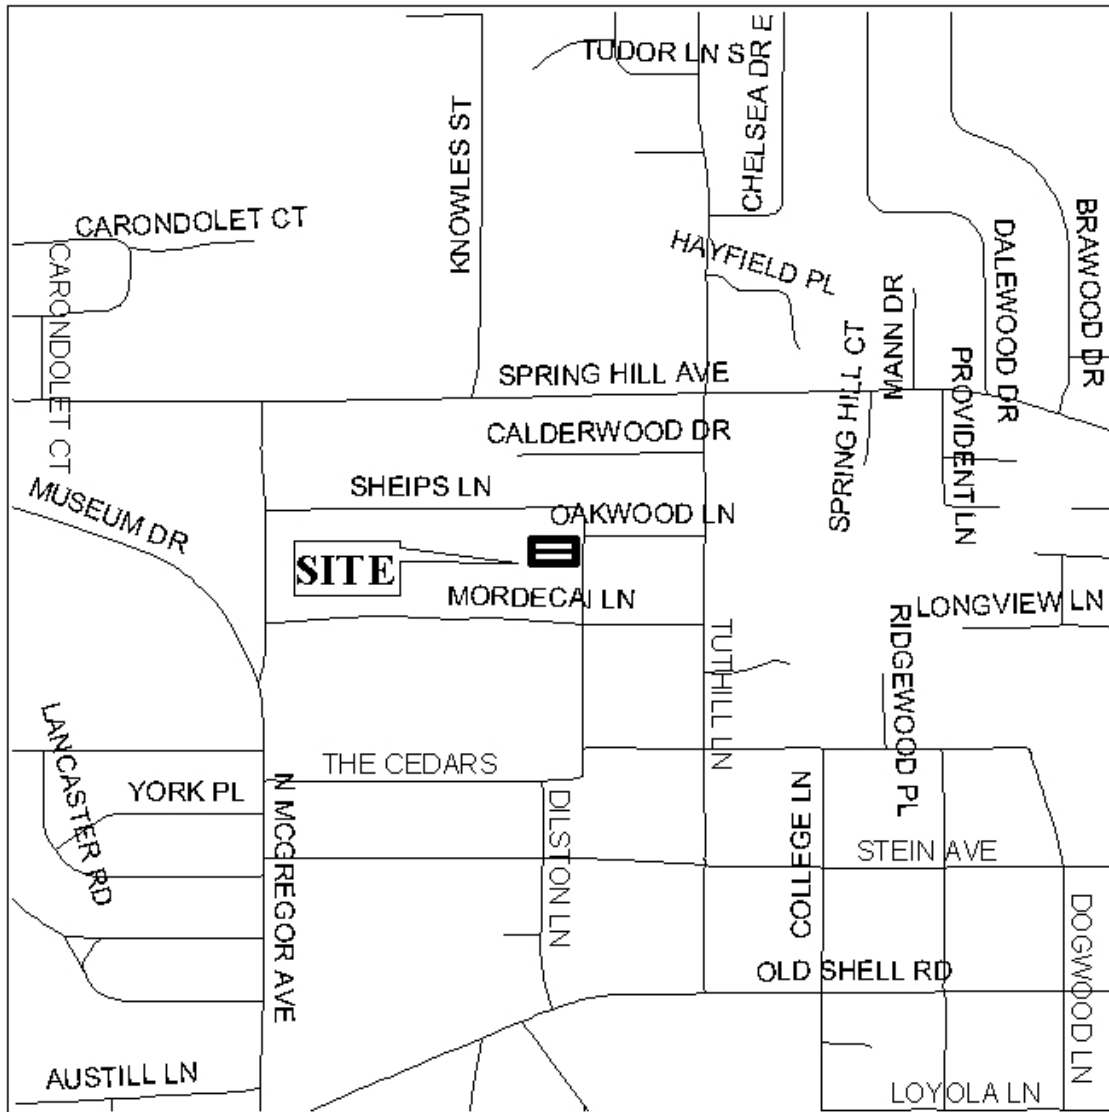 TUDOR LN S
CHELSEA DR E
KNOWLES ST
CARONDOLET CT
HAYFIELD PL
BRAWOOD DR
DALEWOOD DR
CARONDOLET CT
MANN DR
SPRING HILL CT
PROVIDENT LN
SPRING HILL AVE
CALDERWOOD DR
SHEIPS LN
MUSEUM DR
OAKWOOD LN
SITE
MORDECAI LN
LONGVIEW LN
RIDGEWOOD PL
TUTHILL LN
LANCASTER RD
THE CEDARS
YORK PL
N MCGREGOR AVE
DILSTON LN
COLLEGE LN
STEIN AVE
DOGWOOD LN
OLD SHELL RD
AUSTILL LN
LOYOLA LN